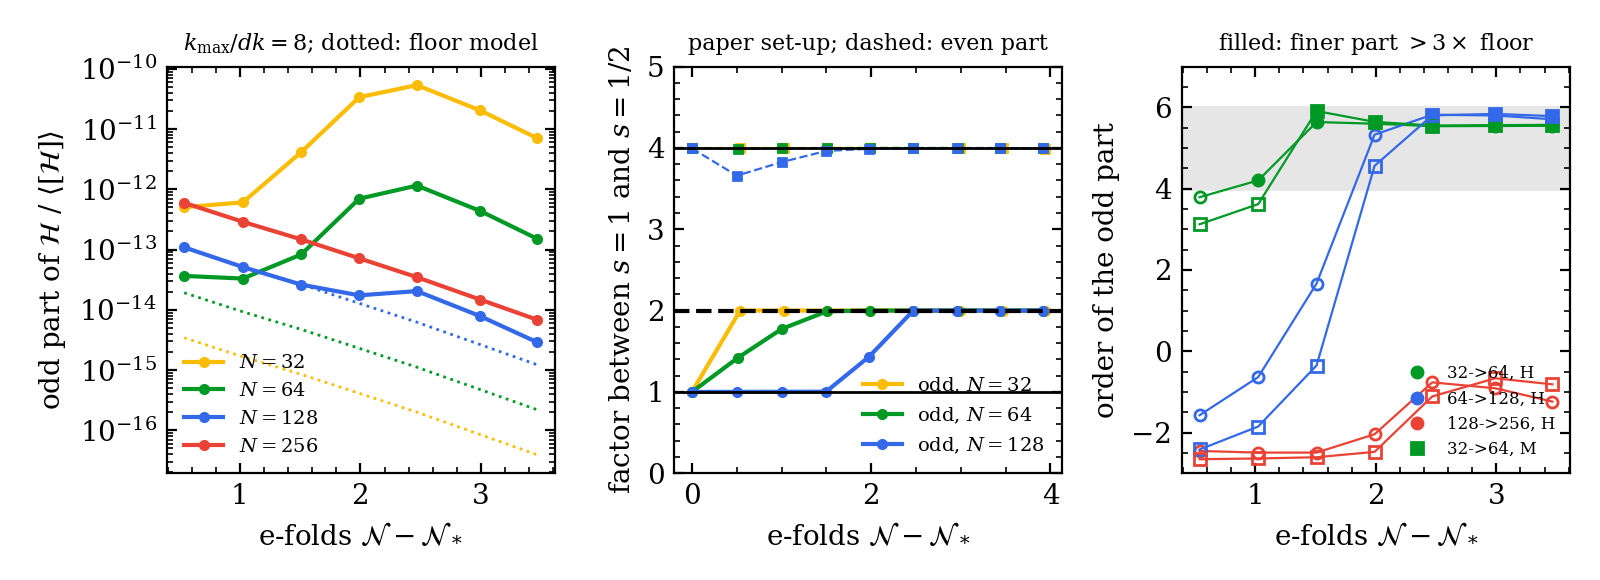 k_max/dk = 8; dotted: floor model
odd part of ℋ / ⟨[ℋ]⟩
10⁻¹⁰
10⁻¹¹
10⁻¹²
10⁻¹³
10⁻¹⁴
10⁻¹⁵
10⁻¹⁶
N = 32
N = 64
N = 128
N = 256
1 2 3
e-folds 𝒩 − 𝒩*
paper set-up; dashed: even part
factor between s = 1 and s = 1/2
5
4
3
2
1
0
odd, N = 32
odd, N = 64
odd, N = 128
0 2 4
e-folds 𝒩 − 𝒩*
filled: finer part > 3× floor
order of the odd part
6
4
2
0
−2
32->64, H
64->128, H
128->256, H
32->64, M
1 2 3
e-folds 𝒩 − 𝒩*